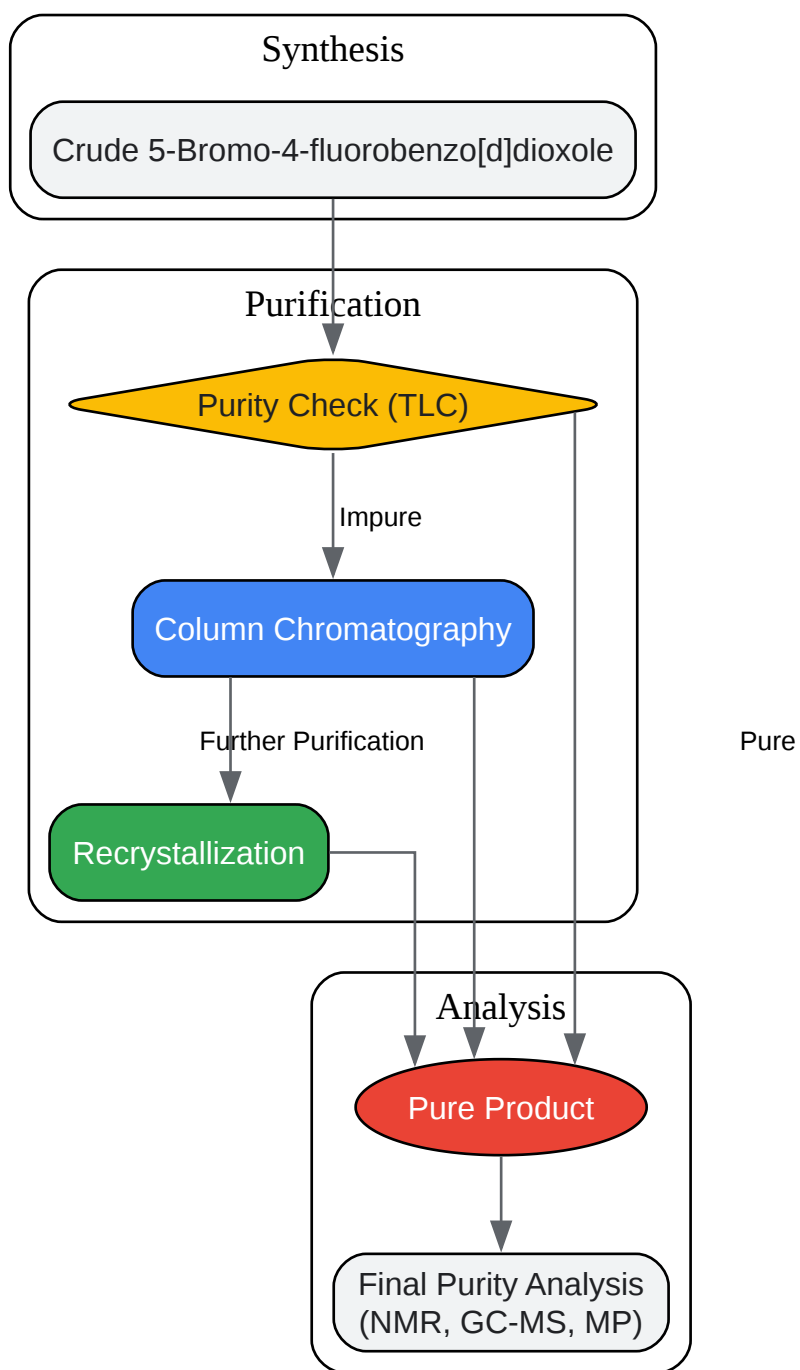 Synthesis
Crude 5-Bromo-4-fluorobenzo[d]dioxole
Purification
Purity Check (TLC)
Impure
Column Chromatography
Further Purification
Pure
Recrystallization
Analysis
Pure Product
Final Purity Analysis
(NMR, GC-MS, MP)